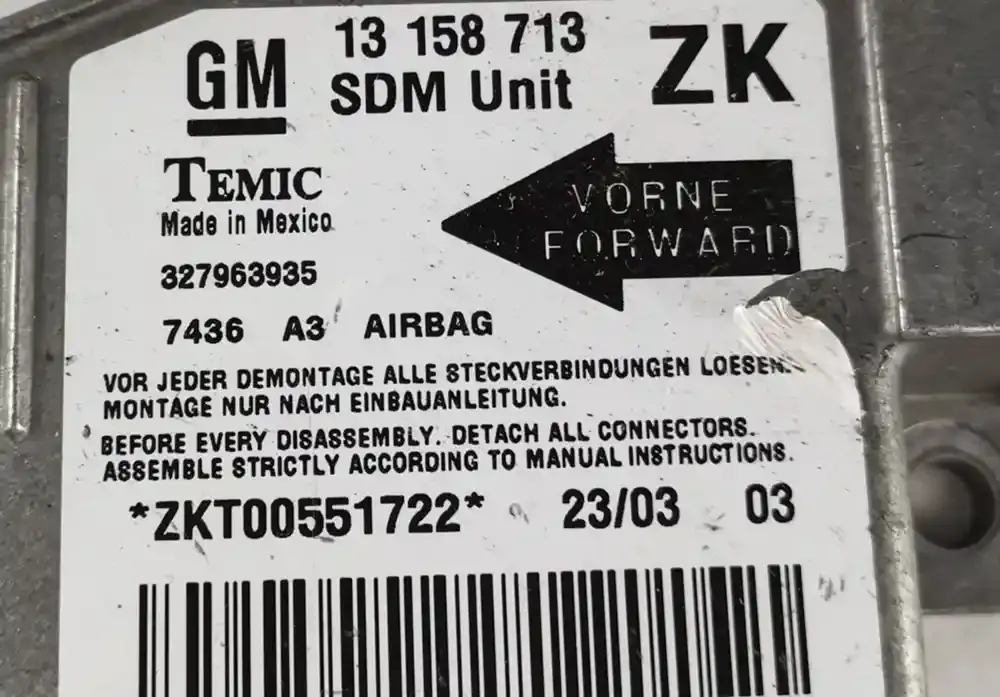 GM 13 158 713 ZK
SDM Unit
TEMIC
Made in Mexico
VORNE
FORWARD
327963935
7436 A3 AIRBAG
VOR JEDER DEMONTAGE ALLE STECKVERBINDUNGEN LOESEN.
MONTAGE NUR NACH EINBAUANLEITUNG.
BEFORE EVERY DISASSEMBLY. DETACH ALL CONNECTORS.
ASSEMBLE STRICTLY ACCORDING TO MANUAL INSTRUCTIONS.
*ZKT00551722* 23/03 03